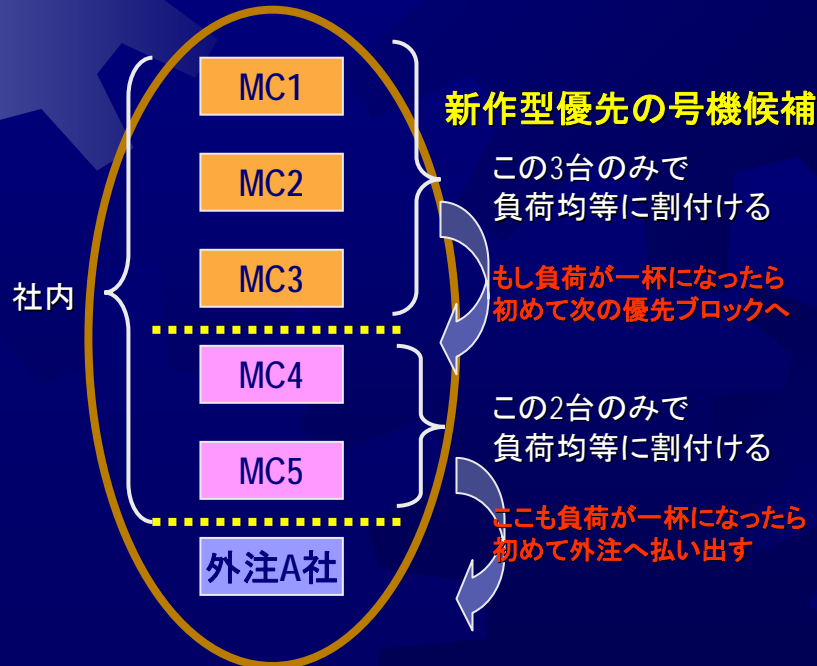 MC1
新作型優先の号機候補
MC2
この3台のみで
負荷均等に割付ける
MC3
もし負荷が一杯になったら
初めて次の優先ブロックへ
社内
MC4
この2台のみで
負荷均等に割付ける
MC5
ここも負荷が一杯になったら
初めて外注へ払い出す
外注A社